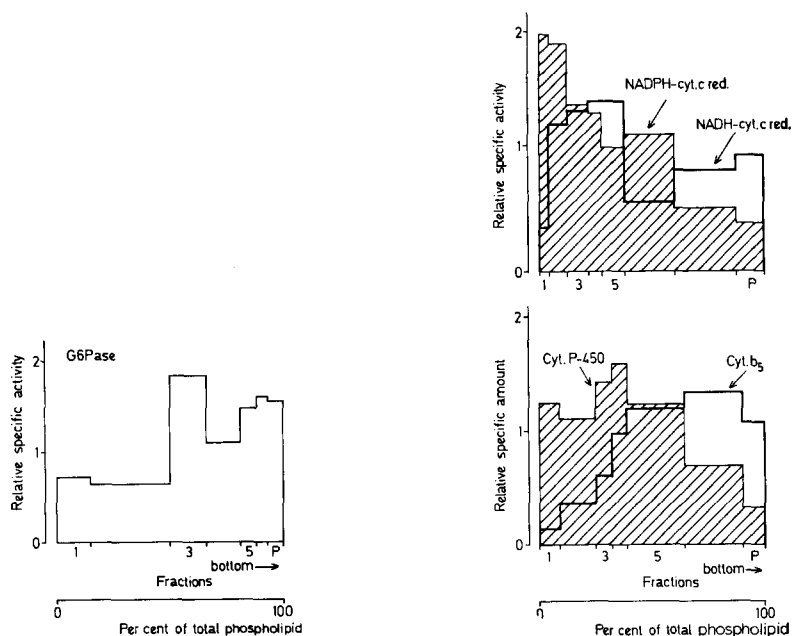 G6Pase
Relative specific activity
2
1
0
1
3
5
P
bottom→
Fractions
0
100
Per cent of total phospholipid
NADPH-cyt.c red.
NADH-cyt.c red.
Relative specific activity
2
1
0
1
3
5
P
Cyt. P-450
Cyt. b₅
Relative specific amount
2
1
0
1
3
5
P
bottom→
Fractions
0
100
Per cent of total phospholipid